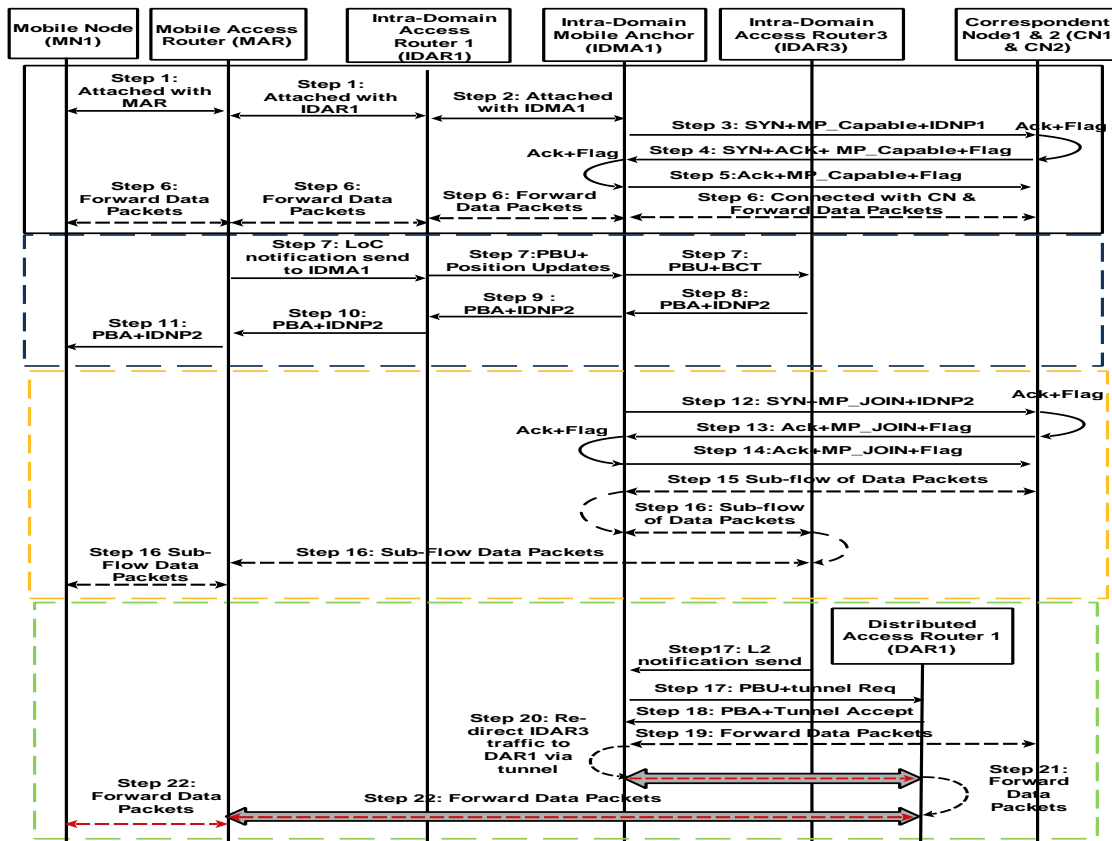 Mobile Node
(MN1)
Mobile Access
Router (MAR)
Intra-Domain
Access
Router 1
(IDAR1)
Intra-Domain
Mobile Anchor
(IDMA1)
Intra-Domain
Access Router3
(IDAR3)
Correspondent
Node1 & 2 (CN1
& CN2)
Step 1:
Attached with
MAR
Step 1:
Attached with
IDAR1
Step 2: Attached
with IDMA1
Step 3: SYN+MP_Capable+IDNP1
Ack+Flag
Ack+Flag
Step 4: SYN+ACK+ MP_Capable+Flag
Step 5:Ack+MP_Capable+Flag
Step 6:
Forward Data
Packets
Step 6:
Forward Data
Packets
Step 6: Forward
Data Packets
Step 6: Connected with CN &
Forward Data Packets
Step 7: LoC
notification send
to IDMA1
Step 7:PBU+
Position Updates
Step 7:
PBU+BCT
Step 8:
PBA+IDNP2
Step 9 :
PBA+IDNP2
Step 10:
PBA+IDNP2
Step 11:
PBA+IDNP2
Step 12: SYN+MP_JOIN+IDNP2
Ack+Flag
Ack+Flag
Step 13: Ack+MP_JOIN+Flag
Step 14:Ack+MP_JOIN+Flag
Step 15 Sub-flow of Data Packets
Step 16: Sub-flow
of Data Packets
Step 16: Sub-Flow Data Packets
Step 16 Sub-
Flow Data
Packets
Distributed
Access Router 1
(DAR1)
Step17: L2
notification send
Step 17: PBU+tunnel Req
Step 18: PBA+Tunnel Accept
Step 19: Forward Data Packets
Step 20: Re-
direct IDAR3
traffic to
DAR1 via
tunnel
Step 21:
Forward
Data
Packets
Step 22:
Forward Data
Packets
Step 22: Forward Data Packets